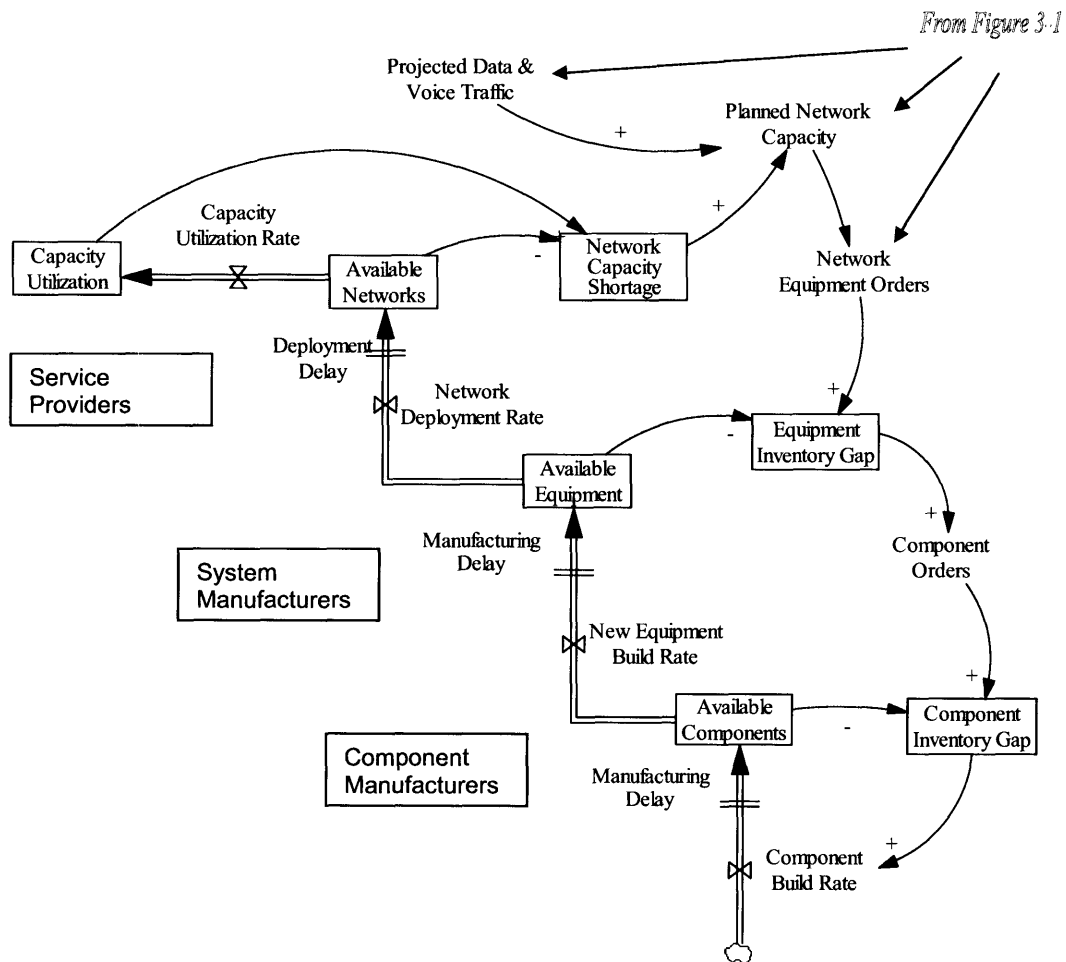 From Figure 3-1
Projected Data &
Voice Traffic
Planned Network
Capacity
+
+
Capacity
Utilization Rate
Capacity
Utilization
Available
Networks
-
Network
Capacity
Shortage
Network
Equipment Orders
Deployment
Delay
Service
Providers
Network
Deployment Rate
+
-
Equipment
Inventory Gap
Available
Equipment
+
Manufacturing
Delay
Component
Orders
System
Manufacturers
New Equipment
Build Rate
+
Available
Components
-
Component
Inventory Gap
Component
Manufacturers
Manufacturing
Delay
+
Component
Build Rate